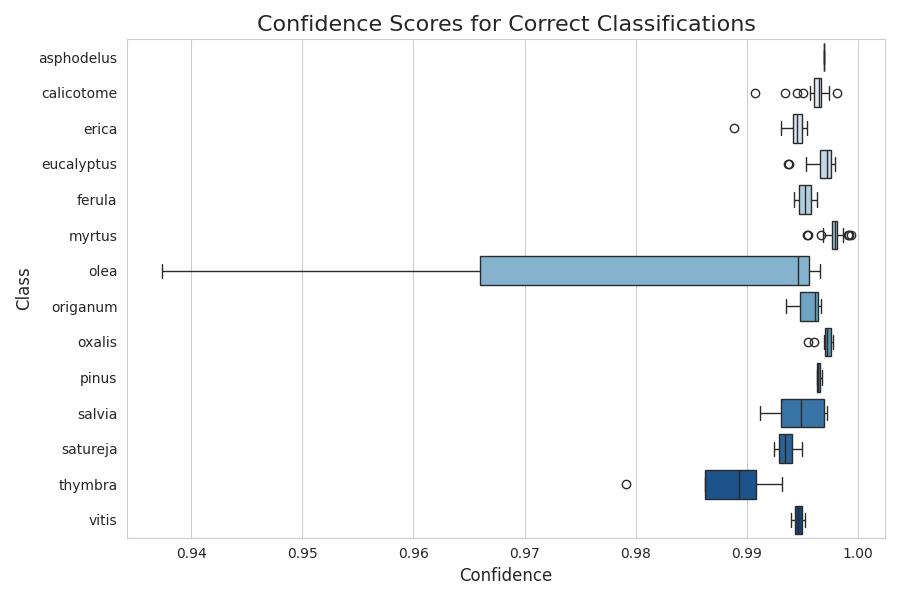 Confidence Scores for Correct Classifications
Class
asphodelus
calicotome
erica
eucalyptus
ferula
myrtus
olea
origanum
oxalis
pinus
salvia
satureja
thymbra
vitis
0.94 0.95 0.96 0.97 0.98 0.99 1.00
Confidence